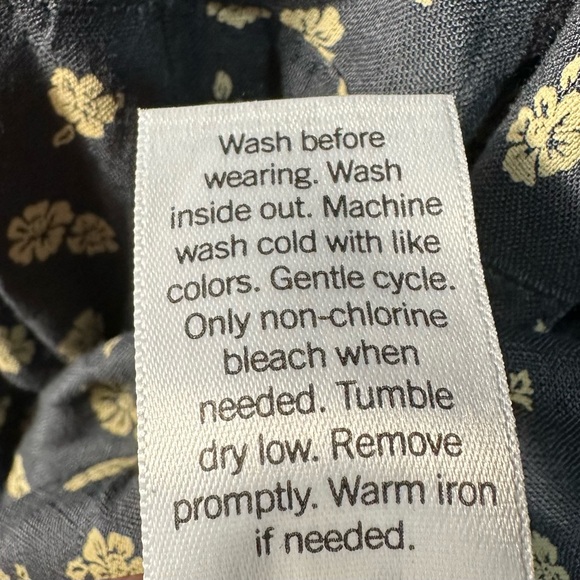 Wash before
wearing. Wash
inside out. Machine
wash cold with like
colors. Gentle cycle.
Only non-chlorine
bleach when
needed. Tumble
dry low. Remove
promptly. Warm iron
if needed.